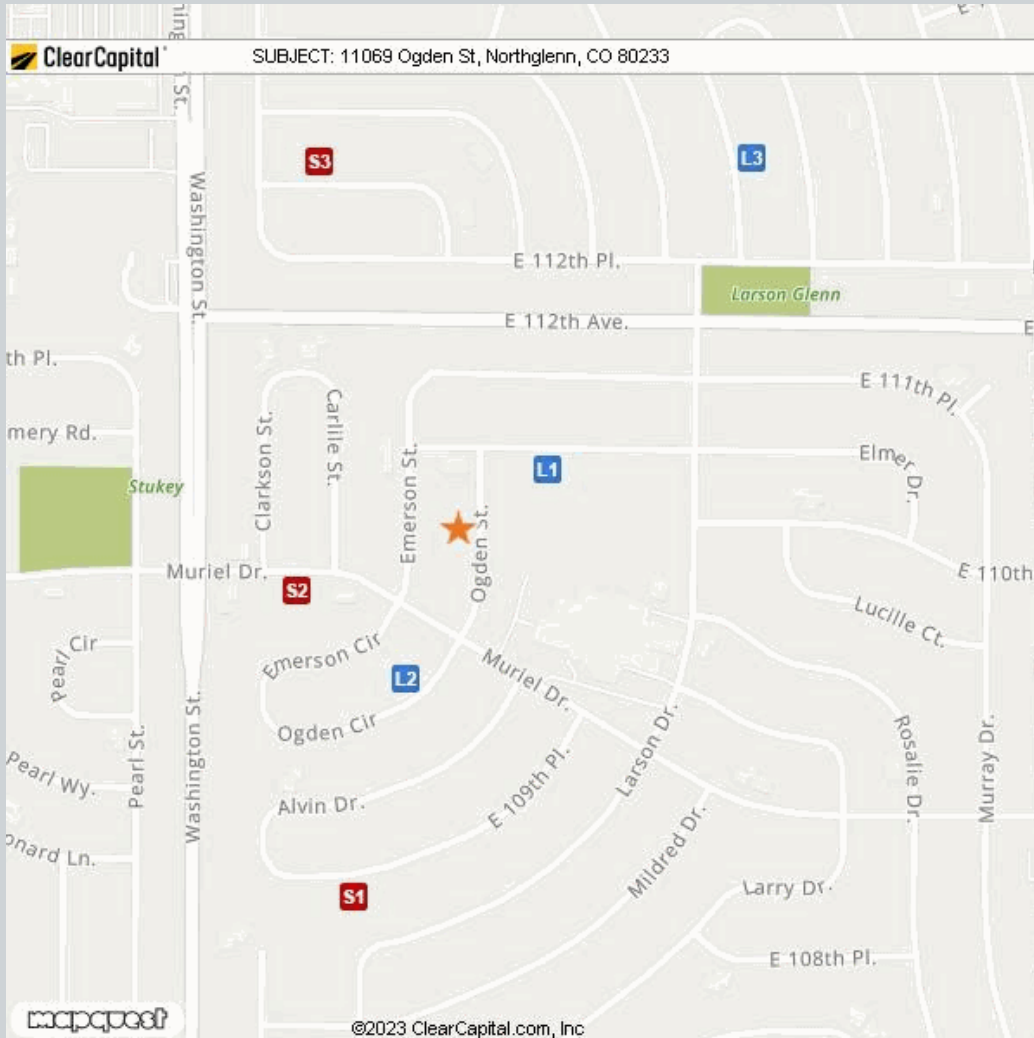 ClearCapital
SUBJECT: 11069 Ogden St, Northglenn, CO 80233
St.
S3
L3
Washington St.
E 112th Pl.
Larson Glenn
E 112th Ave.
E
th Pl.
E 111th Pl.
Carlile St.
Clarkson St.
mery Rd.
Emerson St.
Elmer Dr.
L1
Stukey
Ogden St.
Muriel Dr.
S2
E 110th
Lucille Ct.
Pearl Cir
Emerson Cir
L2
Muriel Dr.
Ogden Cir
Washington St.
Pearl St.
Larson Dr.
Rosalie Dr.
Murray Dr.
Pearl Wy.
Alvin Dr.
E 109th Pl.
onard Ln.
Mildred Dr.
S1
Larry Dr.
E 108th Pl.
mapquest
©2023 ClearCapital.com, Inc